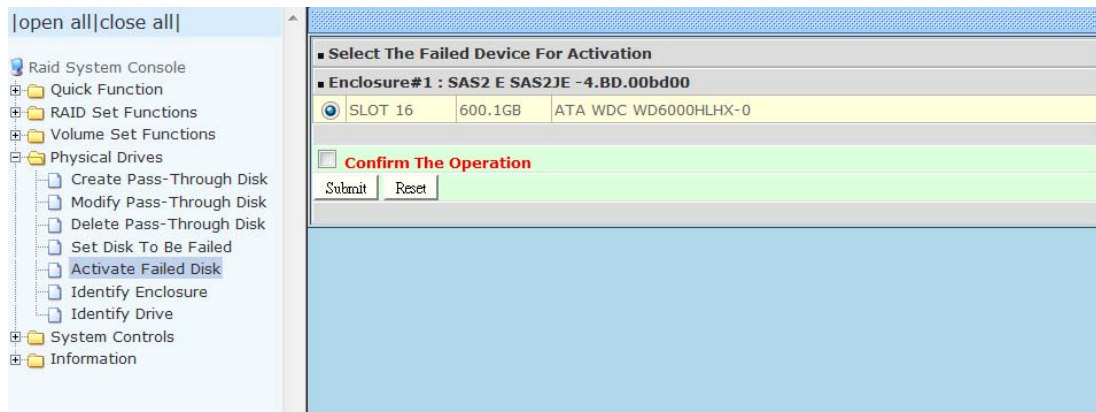 |open all|close all|
Raid System Console
Quick Function
RAID Set Functions
Volume Set Functions
Physical Drives
Create Pass-Through Disk
Modify Pass-Through Disk
Delete Pass-Through Disk
Set Disk To Be Failed
Activate Failed Disk
Identify Enclosure
Identify Drive
System Controls
Information
Select The Failed Device For Activation
Enclosure#1 : SAS2 E SAS2JE -4.BD.00bd00
SLOT 16 600.1GB ATA WDC WD6000HLHX-0
Confirm The Operation
Submit Reset